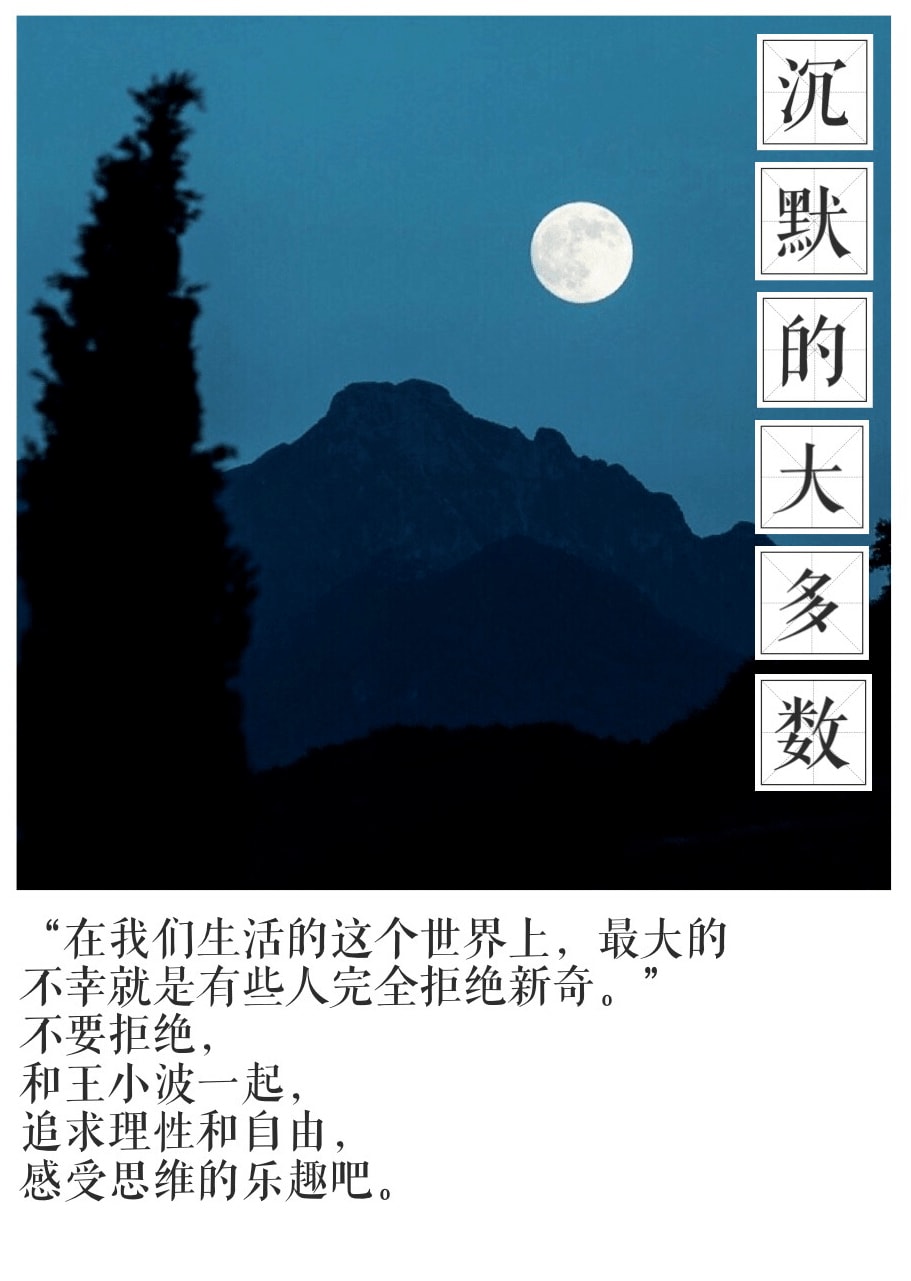 沉默的大多数
“在我们生活的这个世界上，最大的
不幸就是有些人完全拒绝新奇。”
不要拒绝，
和王小波一起，
追求理性和自由，
感受思维的乐趣吧。